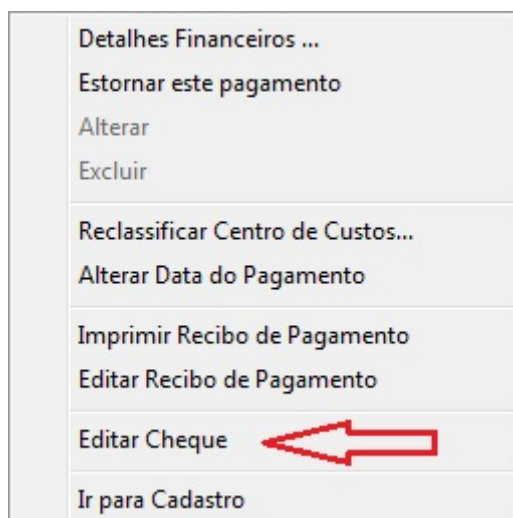 Detalhes Financeiros ...
Estornar este pagamento
Alterar
Excluir
Reclassificar Centro de Custos...
Alterar Data do Pagamento
Imprimir Recibo de Pagamento
Editar Recibo de Pagamento
Editar Cheque
Ir para Cadastro